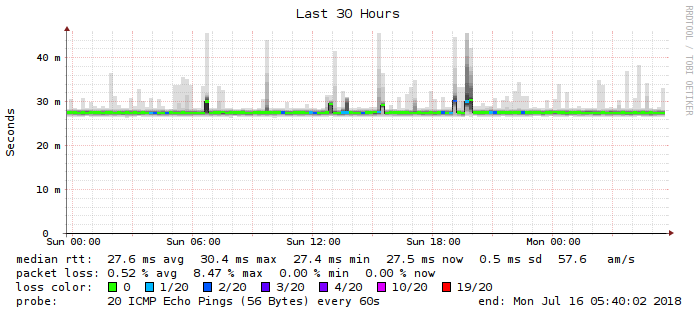 Last 30 Hours
RRDTOOL / TOBI OETIKER
Seconds
40 m
30 m
20 m
10 m
0
Sun 00:00 Sun 06:00 Sun 12:00 Sun 18:00 Mon 00:00
median rtt: 27.6 ms avg 30.4 ms max 27.4 ms min 27.5 ms now 0.5 ms sd 57.6 am/s
packet loss: 0.52 % avg 8.47 % max 0.00 % min 0.00 % now
loss color: 0 1/20 2/20 3/20 4/20 10/20 19/20
probe: 20 ICMP Echo Pings (56 Bytes) every 60s end: Mon Jul 16 05:40:02 2018